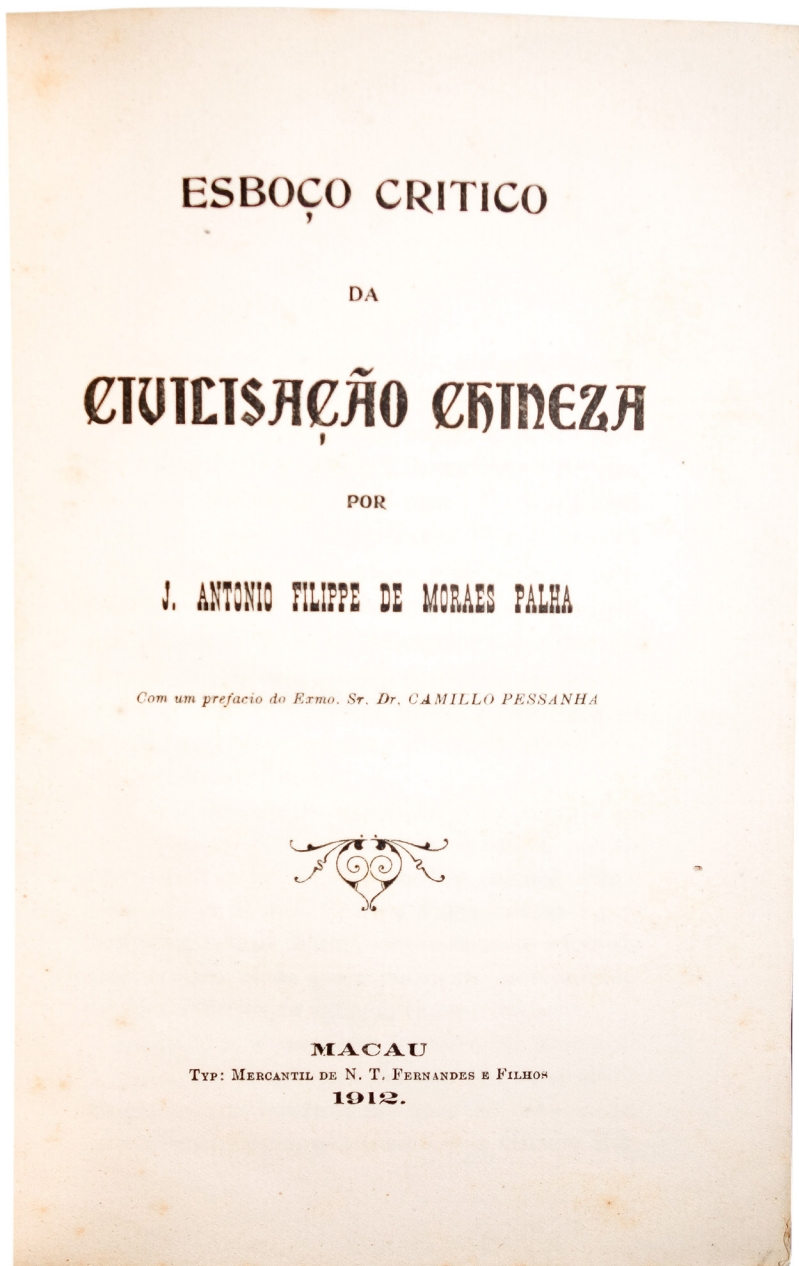 ESBOÇO CRITICO
DA
CIVILISAÇÃO CHINEZA
POR
J. ANTONIO FILIPPE DE MORAES PALHA
Com um prefacio do Exmo. Sr. Dr. CAMILLO PESSANHA
MACAU
TYP: MERCANTIL DE N. T. FERNANDES E FILHOS
1912.